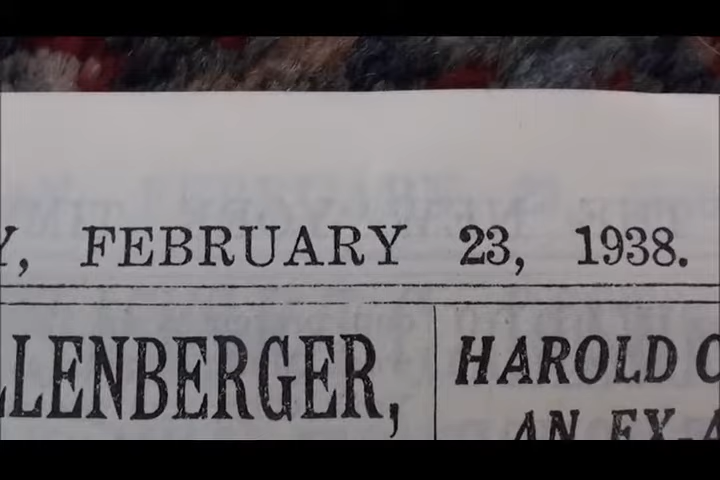 Y, FEBRUARY 23, 1938.
LLENBERGER,
HAROLD
AN EX-A